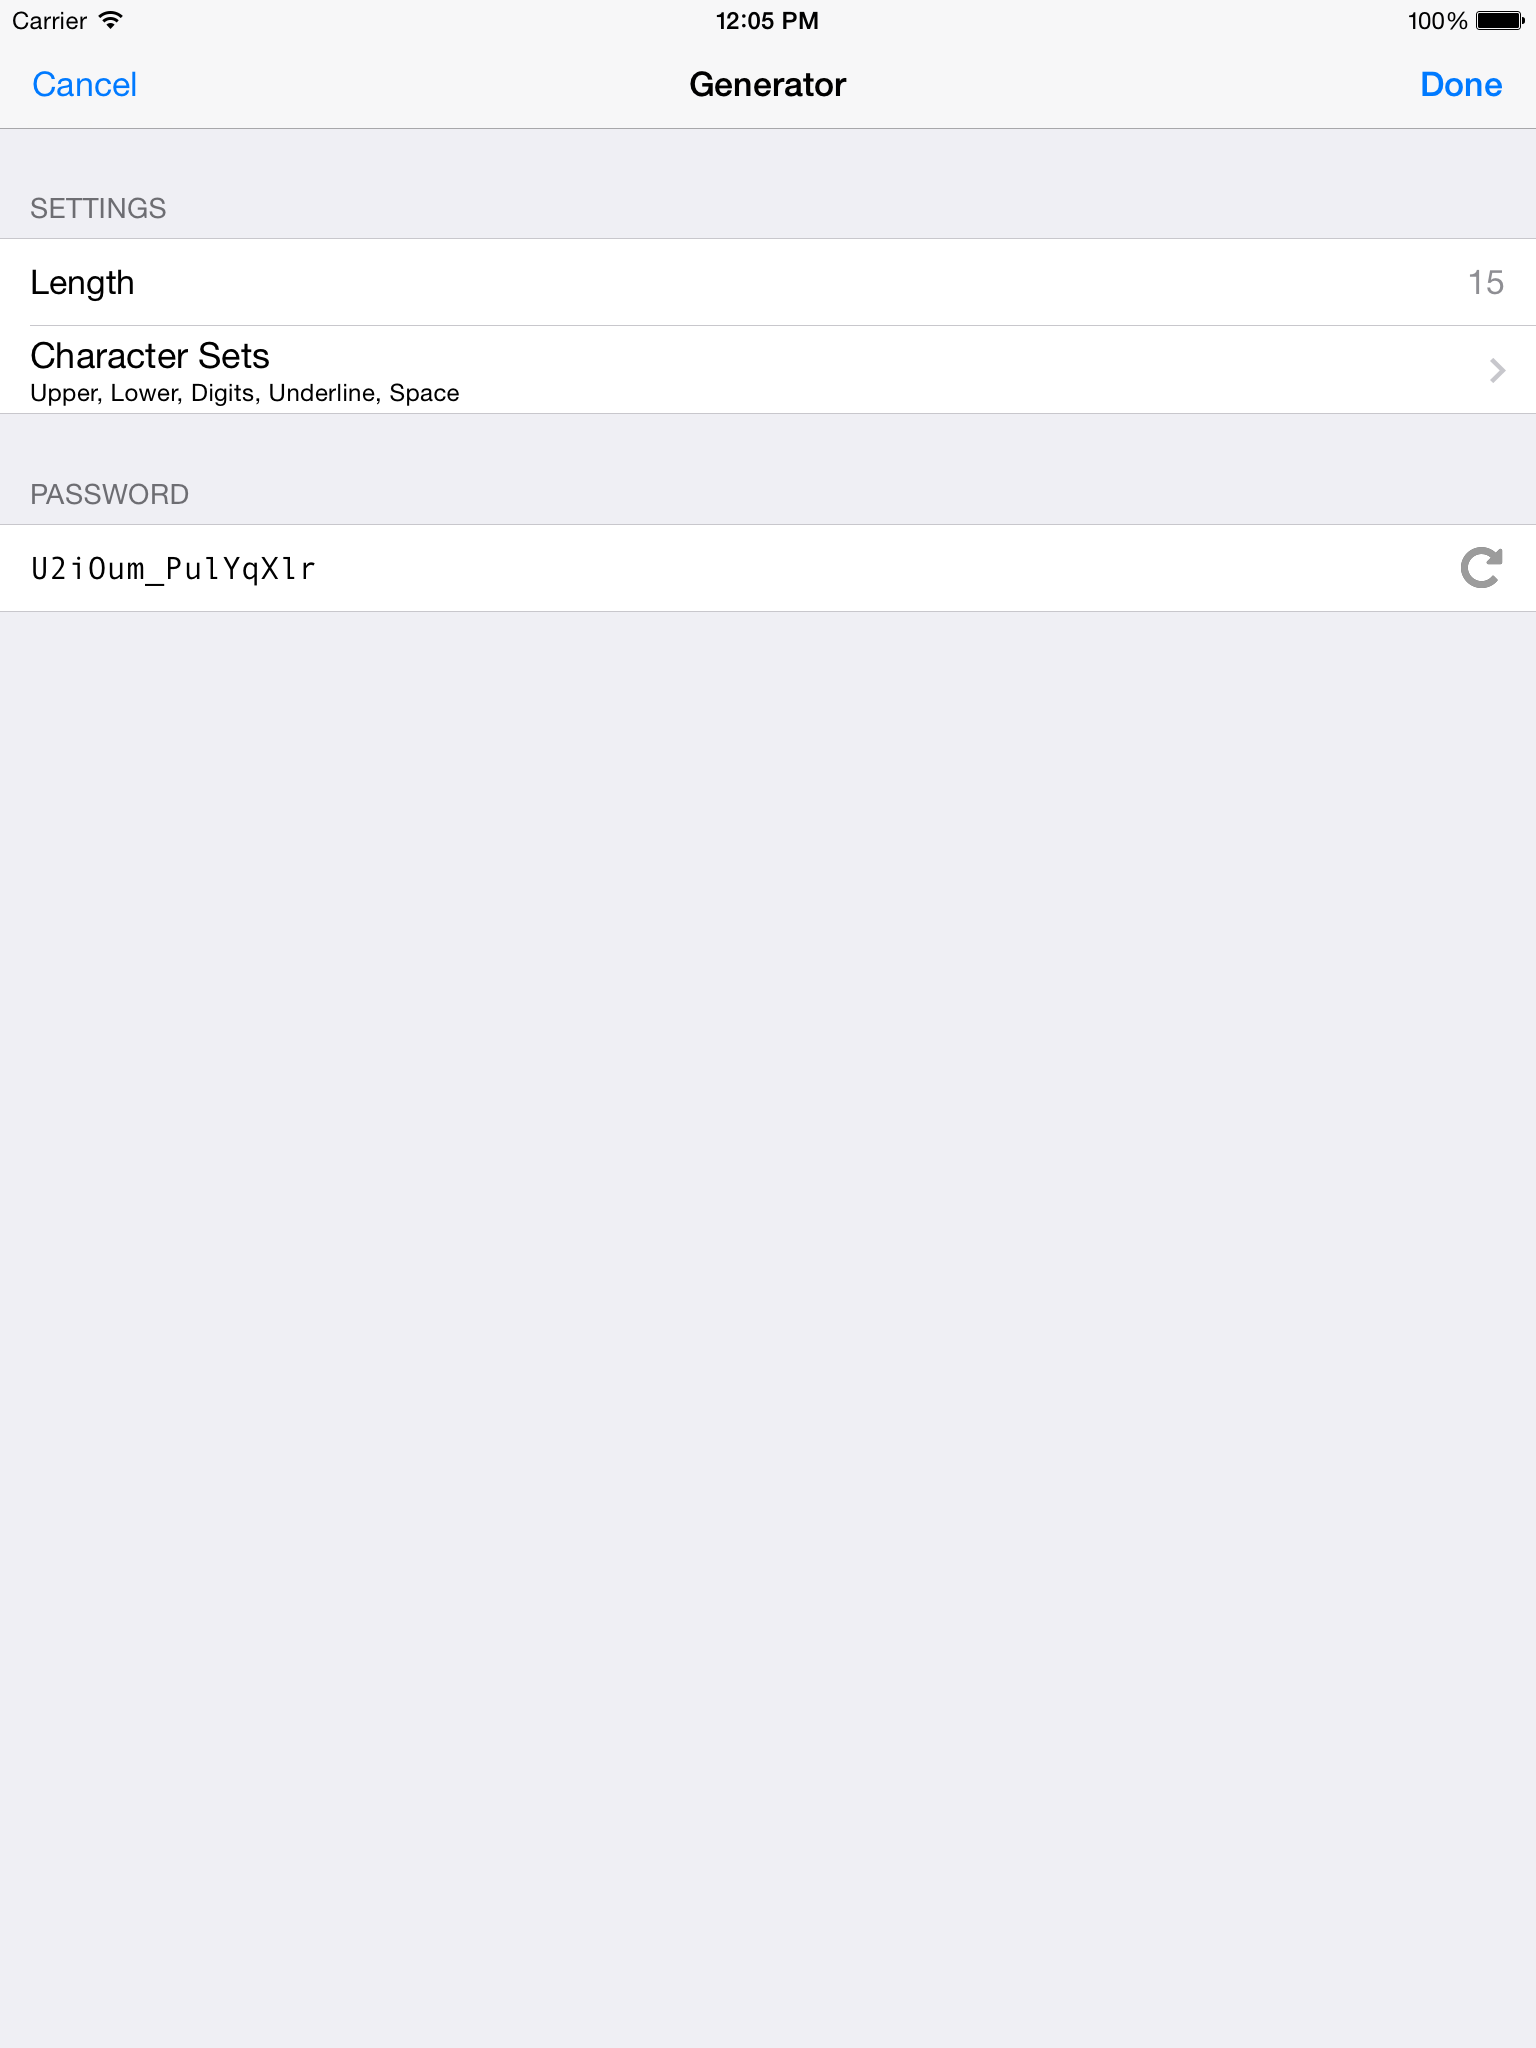 Carrier 12:05 PM 100%
Cancel Generator Done
SETTINGS
Length 15
Character Sets
Upper, Lower, Digits, Underline, Space
PASSWORD
U2iOum_PulYqXlr